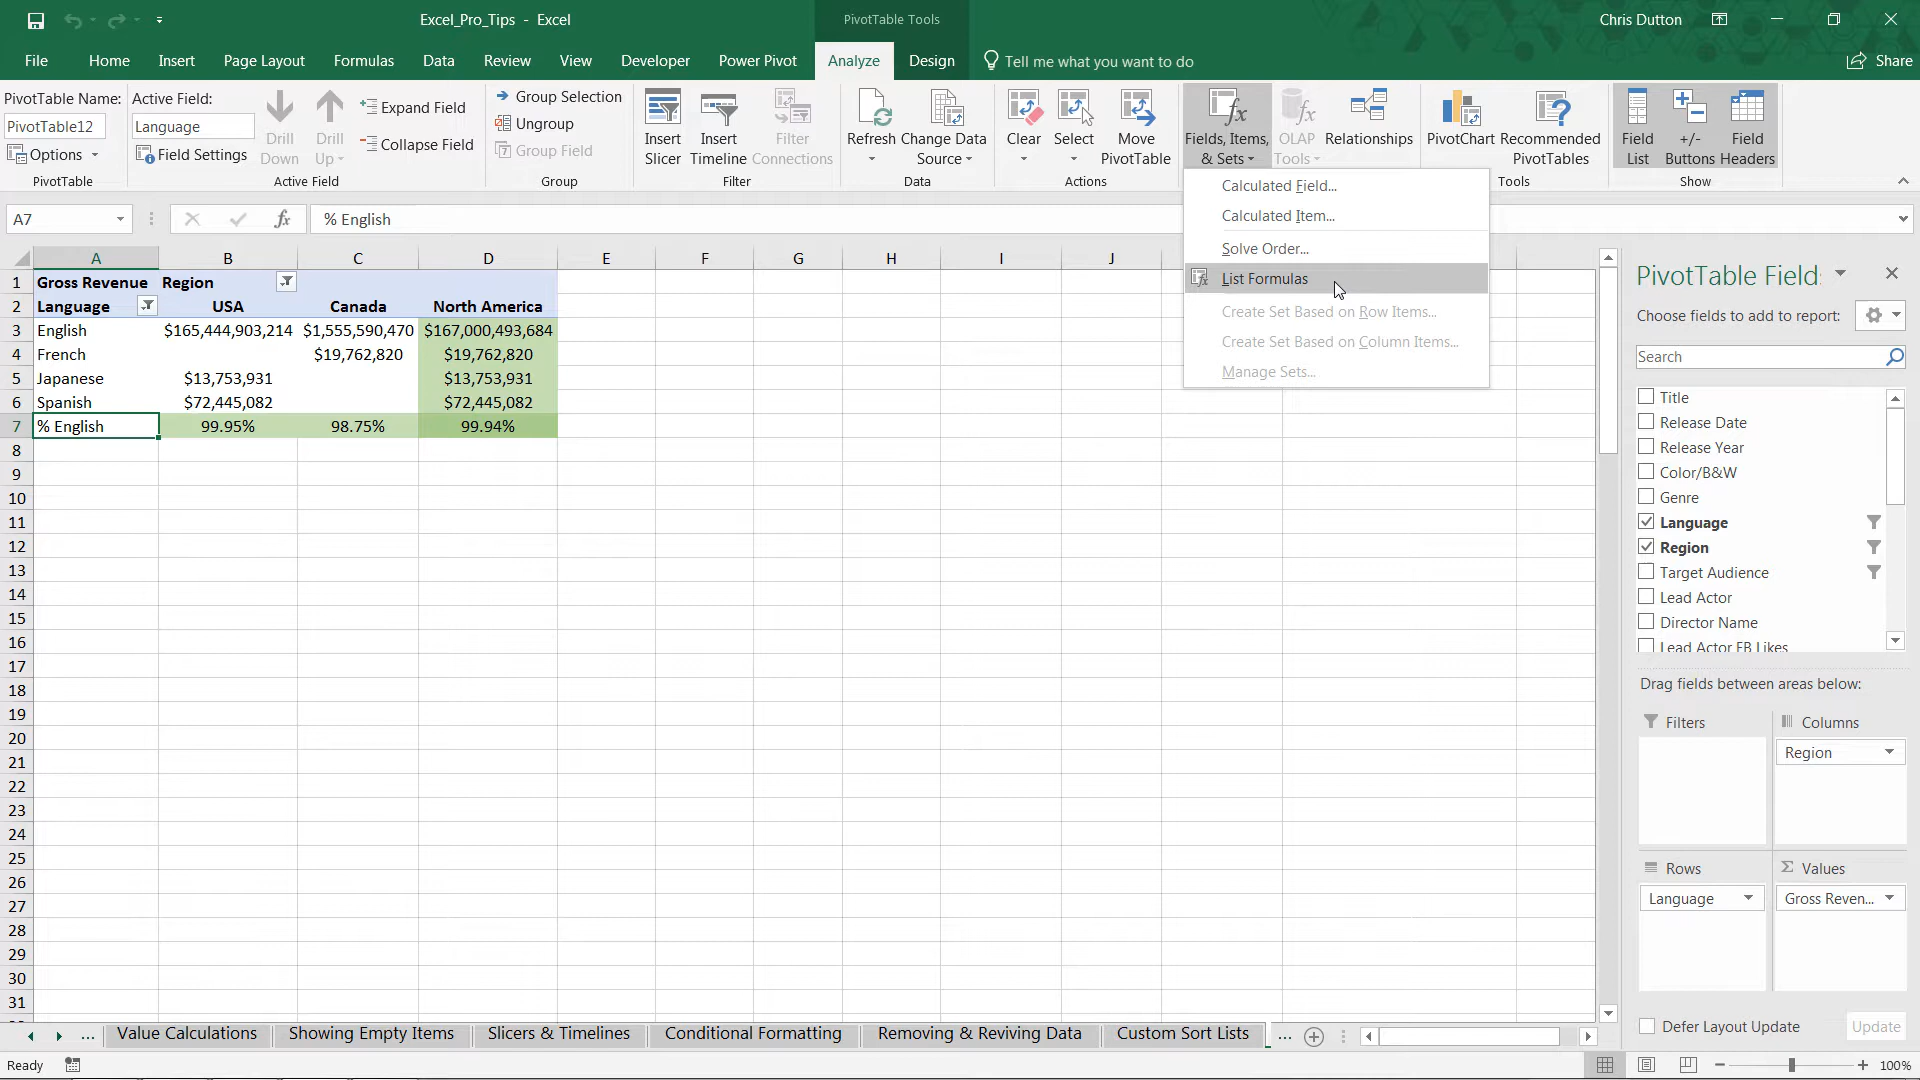 Excel_Pro_Tips - Excel
PivotTable Tools
Chris Dutton
File Home Insert Page Layout Formulas Data Review View Developer Power Pivot Analyze Design Tell me what you want to do Share
PivotTable Name:
PivotTable12
Options
PivotTable
Active Field:
Language
Field Settings
Drill Down
Drill Up
Expand Field
Collapse Field
Active Field
Group Selection
Ungroup
Group Field
Group
Insert Slicer
Insert Timeline
Filter Connections
Filter
Refresh
Change Data Source
Data
Clear
Select
Move PivotTable
Actions
Fields, Items, & Sets
OLAP Tools
Relationships
PivotChart
Recommended PivotTables
Tools
Field List
+/- Buttons
Field Headers
Show
Calculated Field...
Calculated Item...
Solve Order...
List Formulas
Create Set Based on Row Items...
Create Set Based on Column Items...
Manage Sets...
A7 fx % English
A B C D E F G H I J
1 Gross Revenue Region
2 Language USA Canada North America
3 English $165,444,903,214 $1,555,590,470 $167,000,493,684
4 French $19,762,820 $19,762,820
5 Japanese $13,753,931 $13,753,931
6 Spanish $72,445,082 $72,445,082
7 % English 99.95% 98.75% 99.94%
8
9
10
11
12
13
14
15
16
17
18
19
20
21
22
23
24
25
26
27
28
29
30
31
PivotTable Field
Choose fields to add to report:
Search
Title
Release Date
Release Year
Color/B&W
Genre
Language
Region
Target Audience
Lead Actor
Director Name
Lead Actor FB Likes
Drag fields between areas below:
Filters
Columns
Region
Rows
Language
Values
Gross Reven...
Defer Layout Update
Update
... Value Calculations Showing Empty Items Slicers & Timelines Conditional Formatting Removing & Reviving Data Custom Sort Lists ...
Ready
100%